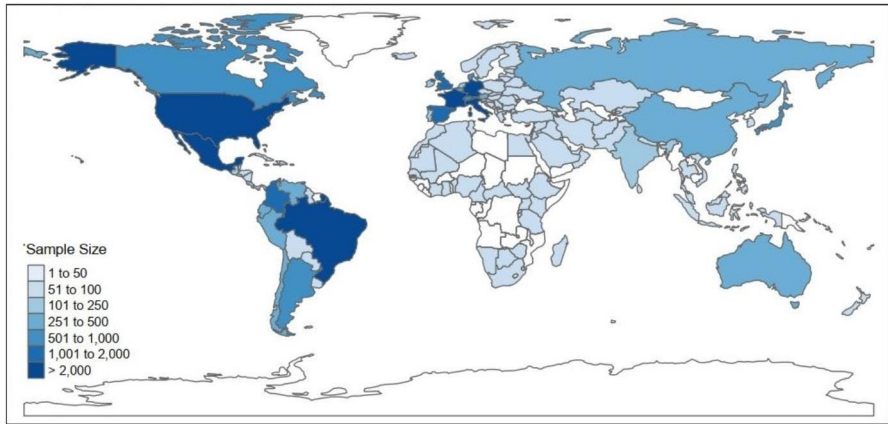 Sample Size
1 to 50
51 to 100
101 to 250
251 to 500
501 to 1,000
1,001 to 2,000
> 2,000